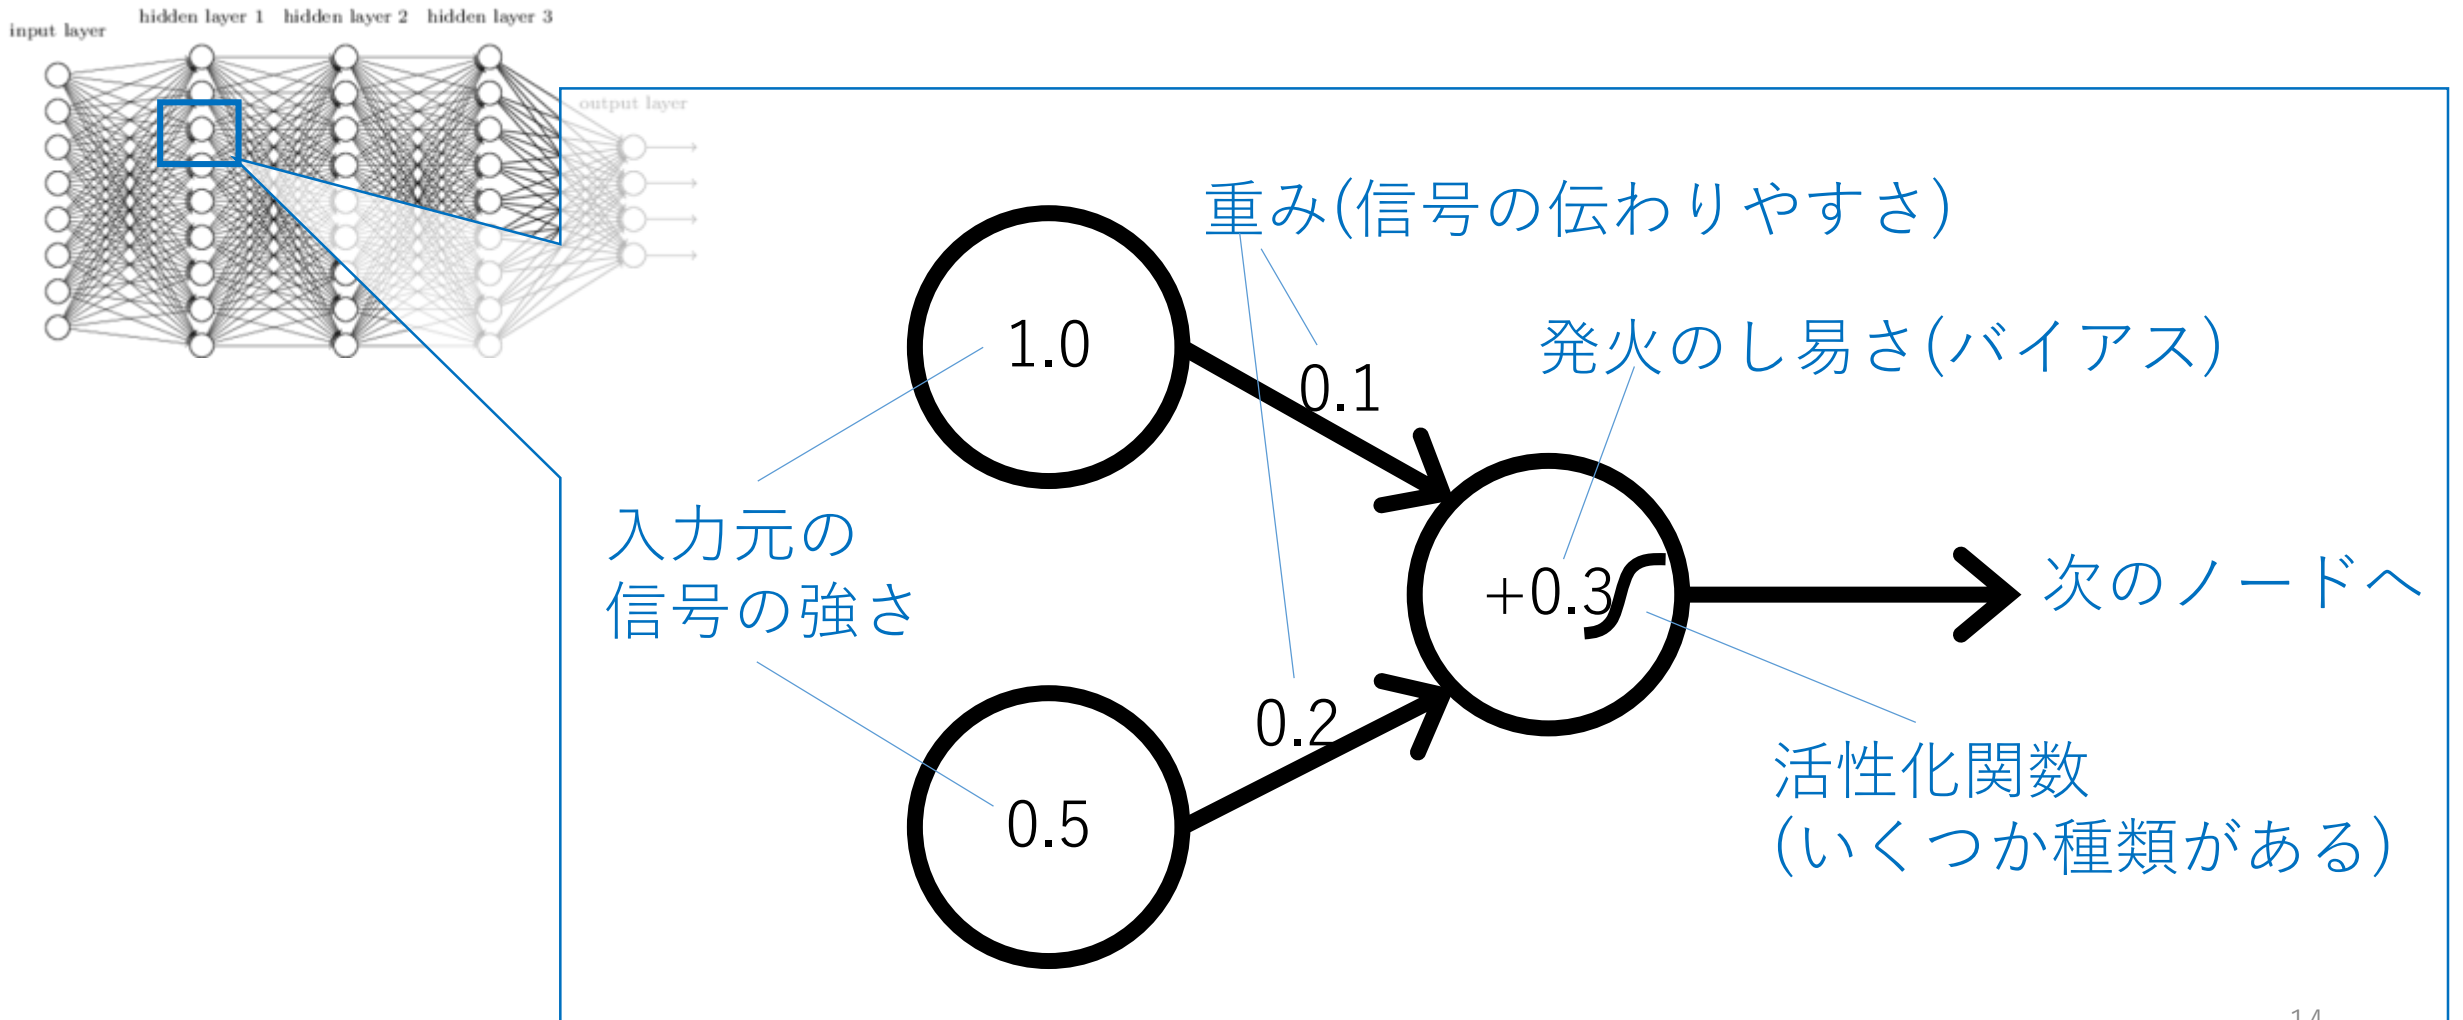 input layer
hidden layer 1
hidden layer 2
hidden layer 3
output layer
重み(信号の伝わりやすさ)
1.0
0.1
発火のし易さ(バイアス)
入力元の
信号の強さ
+0.3
次のノードへ
0.2
0.5
活性化関数
(いくつか種類がある)
14